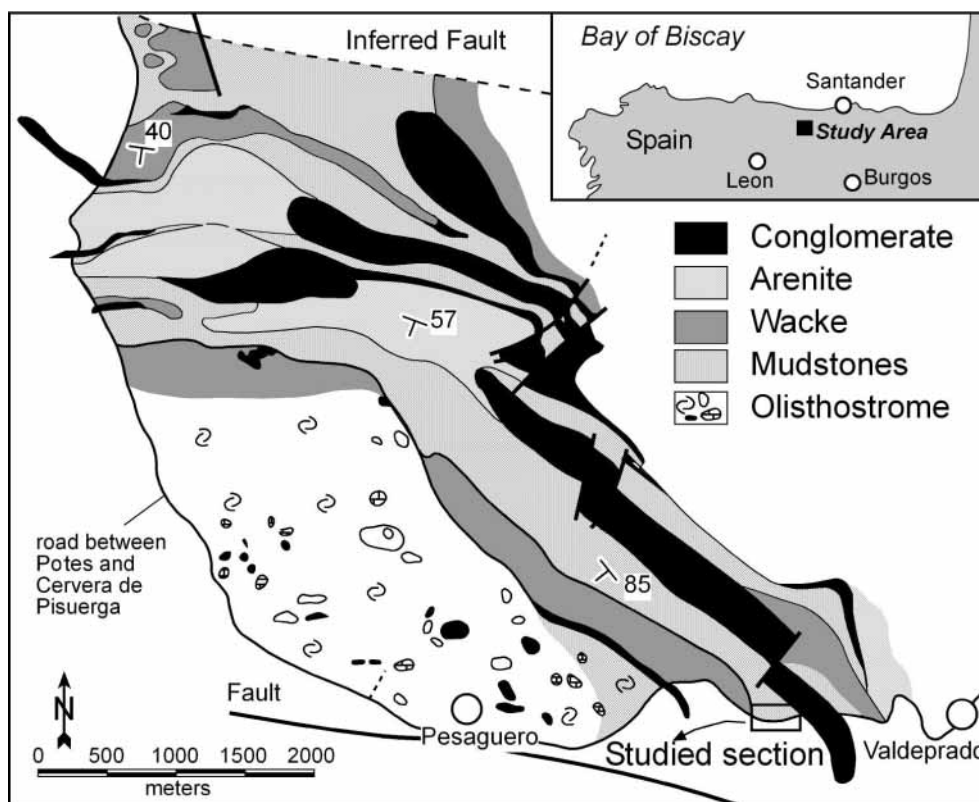 Inferred Fault
40
57
85
road between
Potes and
Cervera de
Pisuerga
Fault
N
0 500 1000 1500 2000
meters
Pesaguero
Studied section
Valdeprado
Bay of Biscay
Santander
Spain
Study Area
Leon
Burgos
Conglomerate
Arenite
Wacke
Mudstones
Olisthostrome